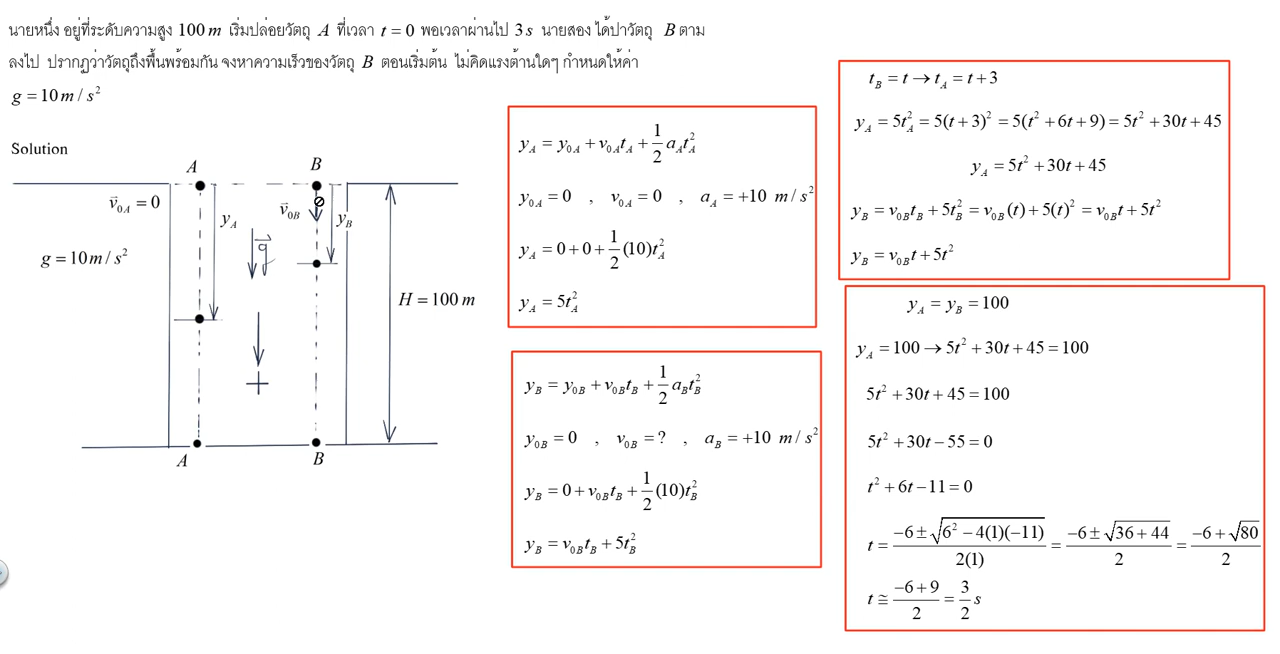 นายหนึ่ง อยู่ที่ระดับความสูง 100 m เริ่มปล่อยวัตถุ A ที่เวลา t = 0 พอเวลาผ่านไป 3 s นายสอง ได้ปาวัตถุ B ตาม
ลงไป ปรากฏว่าวัตถุถึงพื้นพร้อมกัน จงหาความเร็วของวัตถุ B ตอนเริ่มต้น ไม่คิดแรงต้านใดๆ กำหนดให้ค่า
g = 10 m / s²
Solution
A
B
v⃗₀A = 0
v⃗₀B
yA
yB
g⃗
g = 10 m / s²
H = 100 m
+
A
B
yA = y₀A + v₀A tA + 1/2 aA tA²
y₀A = 0 , v₀A = 0 , aA = +10 m / s²
yA = 0 + 0 + 1/2 (10)tA²
yA = 5tA²
yB = y₀B + v₀B tB + 1/2 aB tB²
y₀B = 0 , v₀B = ? , aB = +10 m / s²
yB = 0 + v₀B tB + 1/2 (10)tB²
yB = v₀B tB + 5tB²
tB = t → tA = t + 3
yA = 5tA² = 5(t + 3)² = 5(t² + 6t + 9) = 5t² + 30t + 45
yA = 5t² + 30t + 45
yB = v₀B tB + 5tB² = v₀B (t) + 5(t)² = v₀B t + 5t²
yB = v₀B t + 5t²
yA = yB = 100
yA = 100 → 5t² + 30t + 45 = 100
5t² + 30t + 45 = 100
5t² + 30t − 55 = 0
t² + 6t − 11 = 0
t = (−6 ± √(6² − 4(1)(−11))) / 2(1) = (−6 ± √(36 + 44)) / 2 = (−6 + √80) / 2
t ≅ (−6 + 9) / 2 = 3/2 s